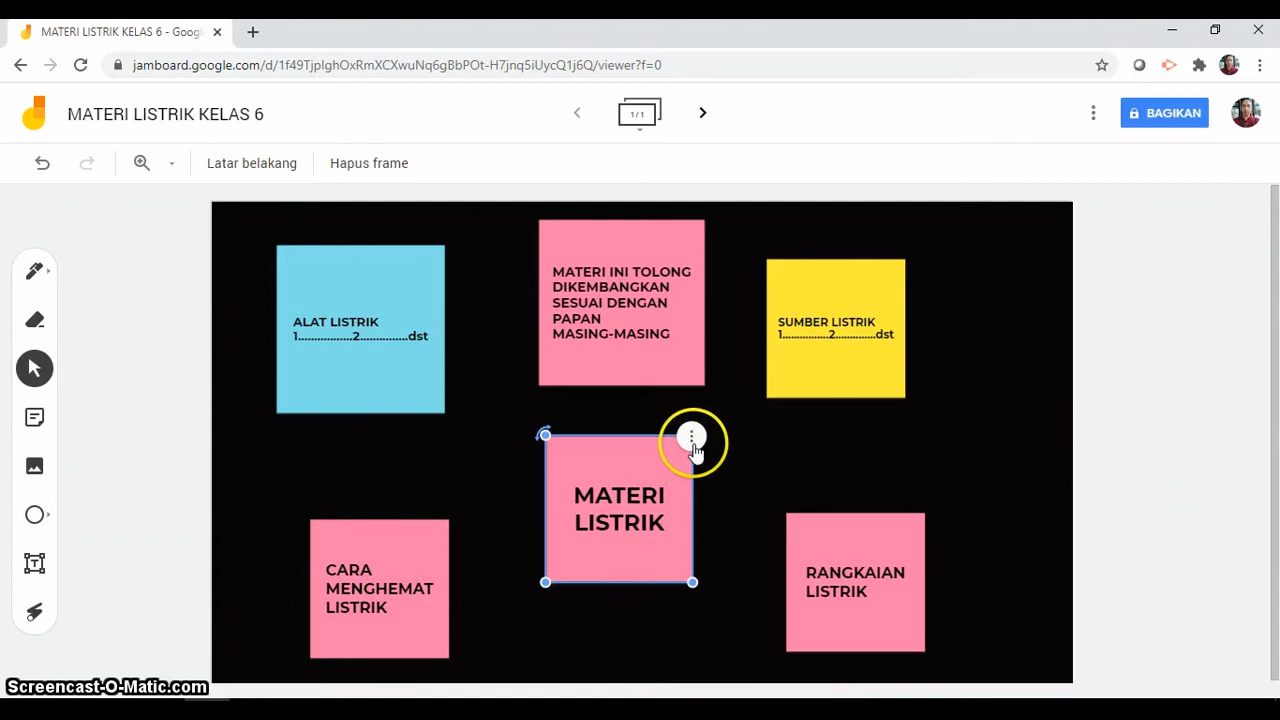 MATERI LISTRIK KELAS 6 - Googl
jamboard.google.com/d/1f49TjpIghOxRmXCXwuNq6gBbPOt-H7jnq5iUycQ1j6Q/viewer?f=0
MATERI LISTRIK KELAS 6
1/1
BAGIKAN
Latar belakang
Hapus frame
ALAT LISTRIK
1.................2...............dst
MATERI INI TOLONG
DIKEMBANGKAN
SESUAI DENGAN
PAPAN
MASING-MASING
SUMBER LISTRIK
1................2..............dst
MATERI
LISTRIK
CARA
MENGHEMAT
LISTRIK
RANGKAIAN
LISTRIK
Screencast-O-Matic.com